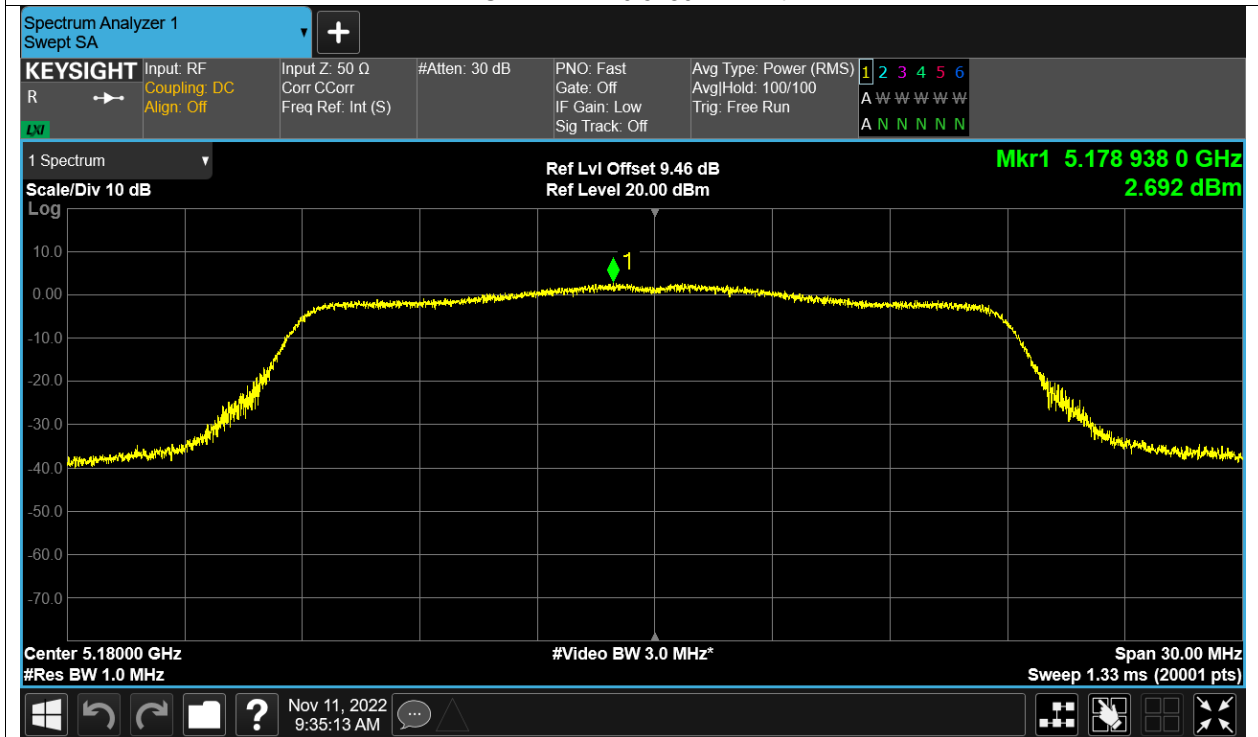 Spectrum Analyzer 1
Swept SA
+
KEYSIGHT
R
LXI
Input: RF
Coupling: DC
Align: Off
Input Z: 50 Ω
Corr CCorr
Freq Ref: Int (S)
#Atten: 30 dB
PNO: Fast
Gate: Off
IF Gain: Low
Sig Track: Off
Avg Type: Power (RMS)
Avg|Hold: 100/100
Trig: Free Run
1 2 3 4 5 6
A W W W W W
A N N N N N
1 Spectrum
Scale/Div 10 dB
Log
Ref Lvl Offset 9.46 dB
Ref Level 20.00 dBm
Mkr1 5.178 938 0 GHz
2.692 dBm
1
10.0
0.00
-10.0
-20.0
-30.0
-40.0
-50.0
-60.0
-70.0
Center 5.18000 GHz
#Res BW 1.0 MHz
#Video BW 3.0 MHz*
Span 30.00 MHz
Sweep 1.33 ms (20001 pts)
?
Nov 11, 2022
9:35:13 AM